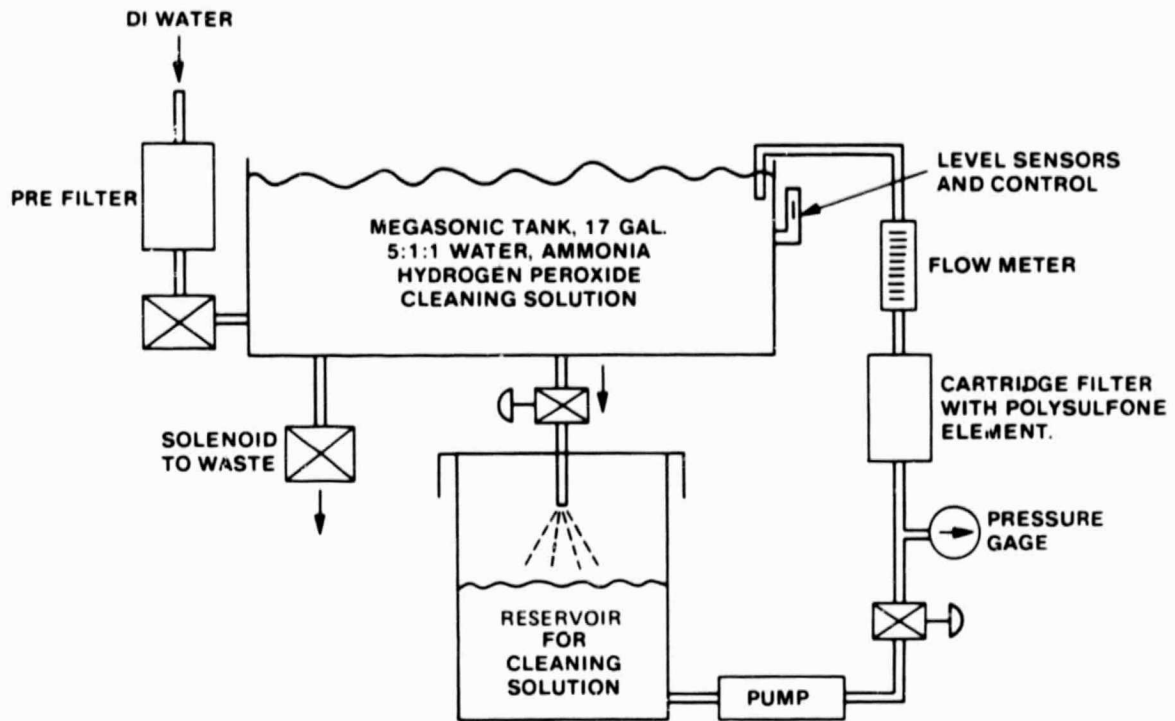 DI WATER
PRE FILTER
MEGASONIC TANK, 17 GAL.
5:1:1 WATER, AMMONIA
HYDROGEN PEROXIDE
CLEANING SOLUTION
LEVEL SENSORS
AND CONTROL
FLOW METER
CARTRIDGE FILTER
WITH POLYSULFONE
ELEMENT.
SOLENOID
TO WASTE
PRESSURE
GAGE
RESERVOIR
FOR
CLEANING
SOLUTION
PUMP